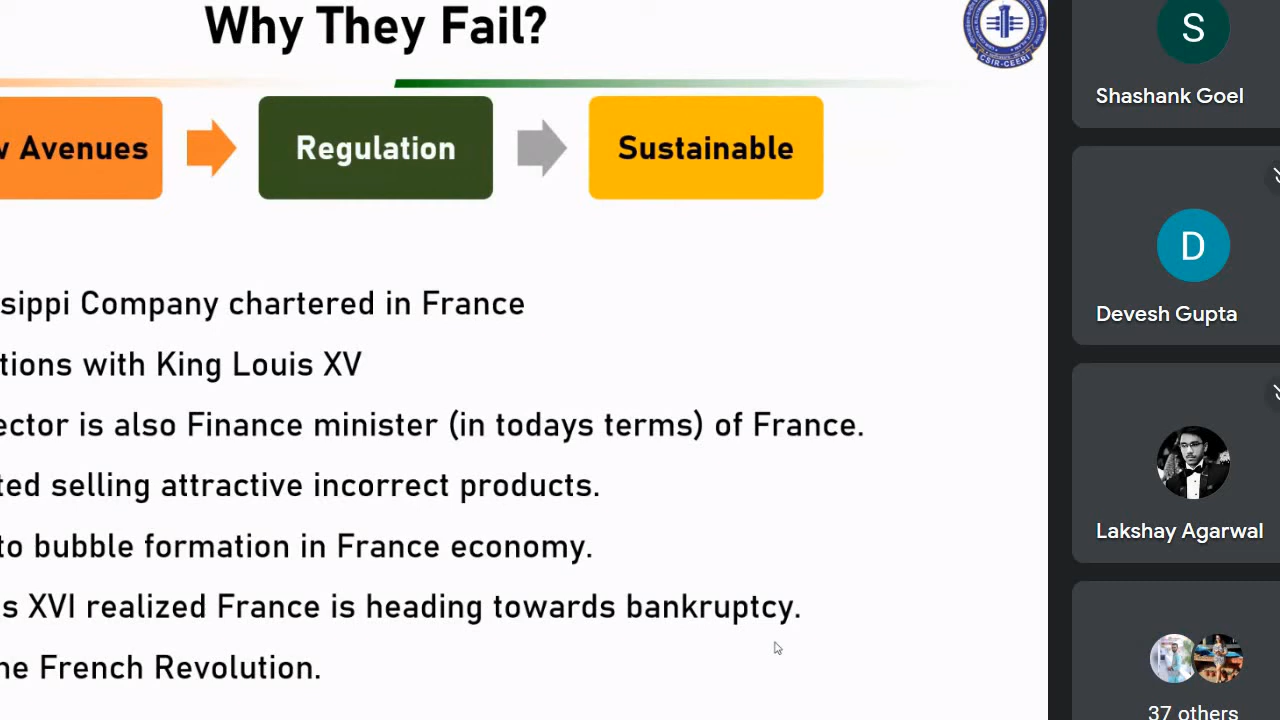 Why They Fail?
CSIR-CEERI
Avenues
Regulation
Sustainable
sippi Company chartered in France
tions with King Louis XV
ector is also Finance minister (in todays terms) of France.
ted selling attractive incorrect products.
to bubble formation in France economy.
s XVI realized France is heading towards bankruptcy.
he French Revolution.
S
Shashank Goel
D
Devesh Gupta
Lakshay Agarwal
37 others